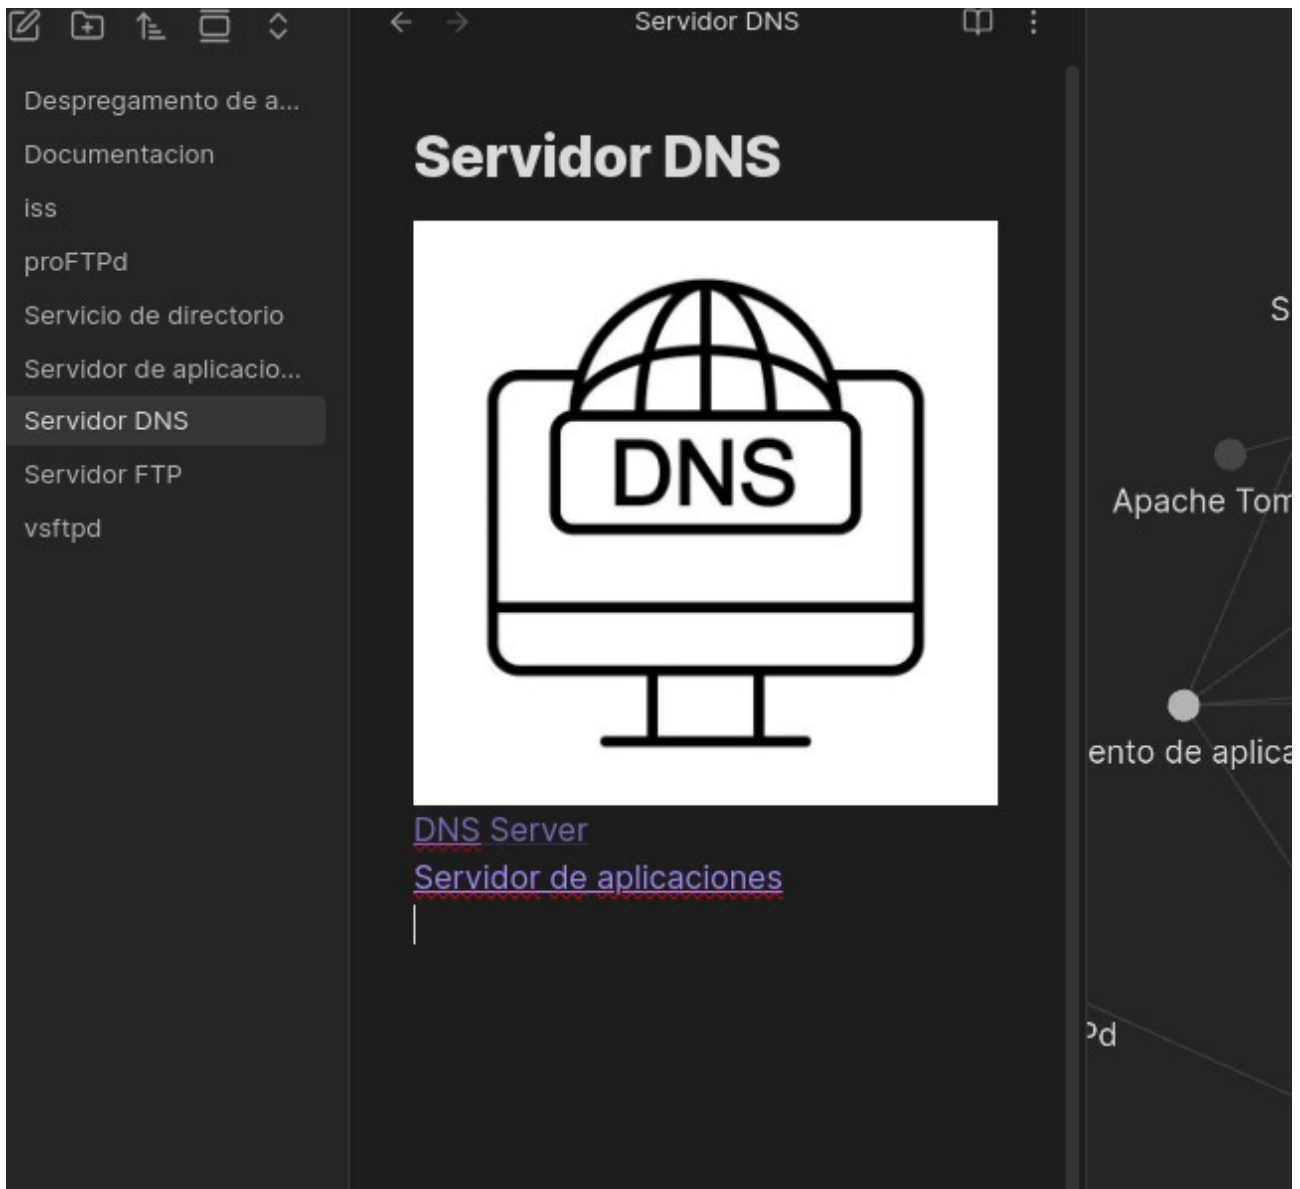 Servidor DNS
Despregamento de a...
Documentacion
iss
proFTPd
Servicio de directorio
Servidor de aplicacio...
Servidor DNS
Servidor FTP
vsftpd
Servidor DNS
DNS
DNS Server
Servidor de aplicaciones
S
Apache Tom
ento de aplica
Pd